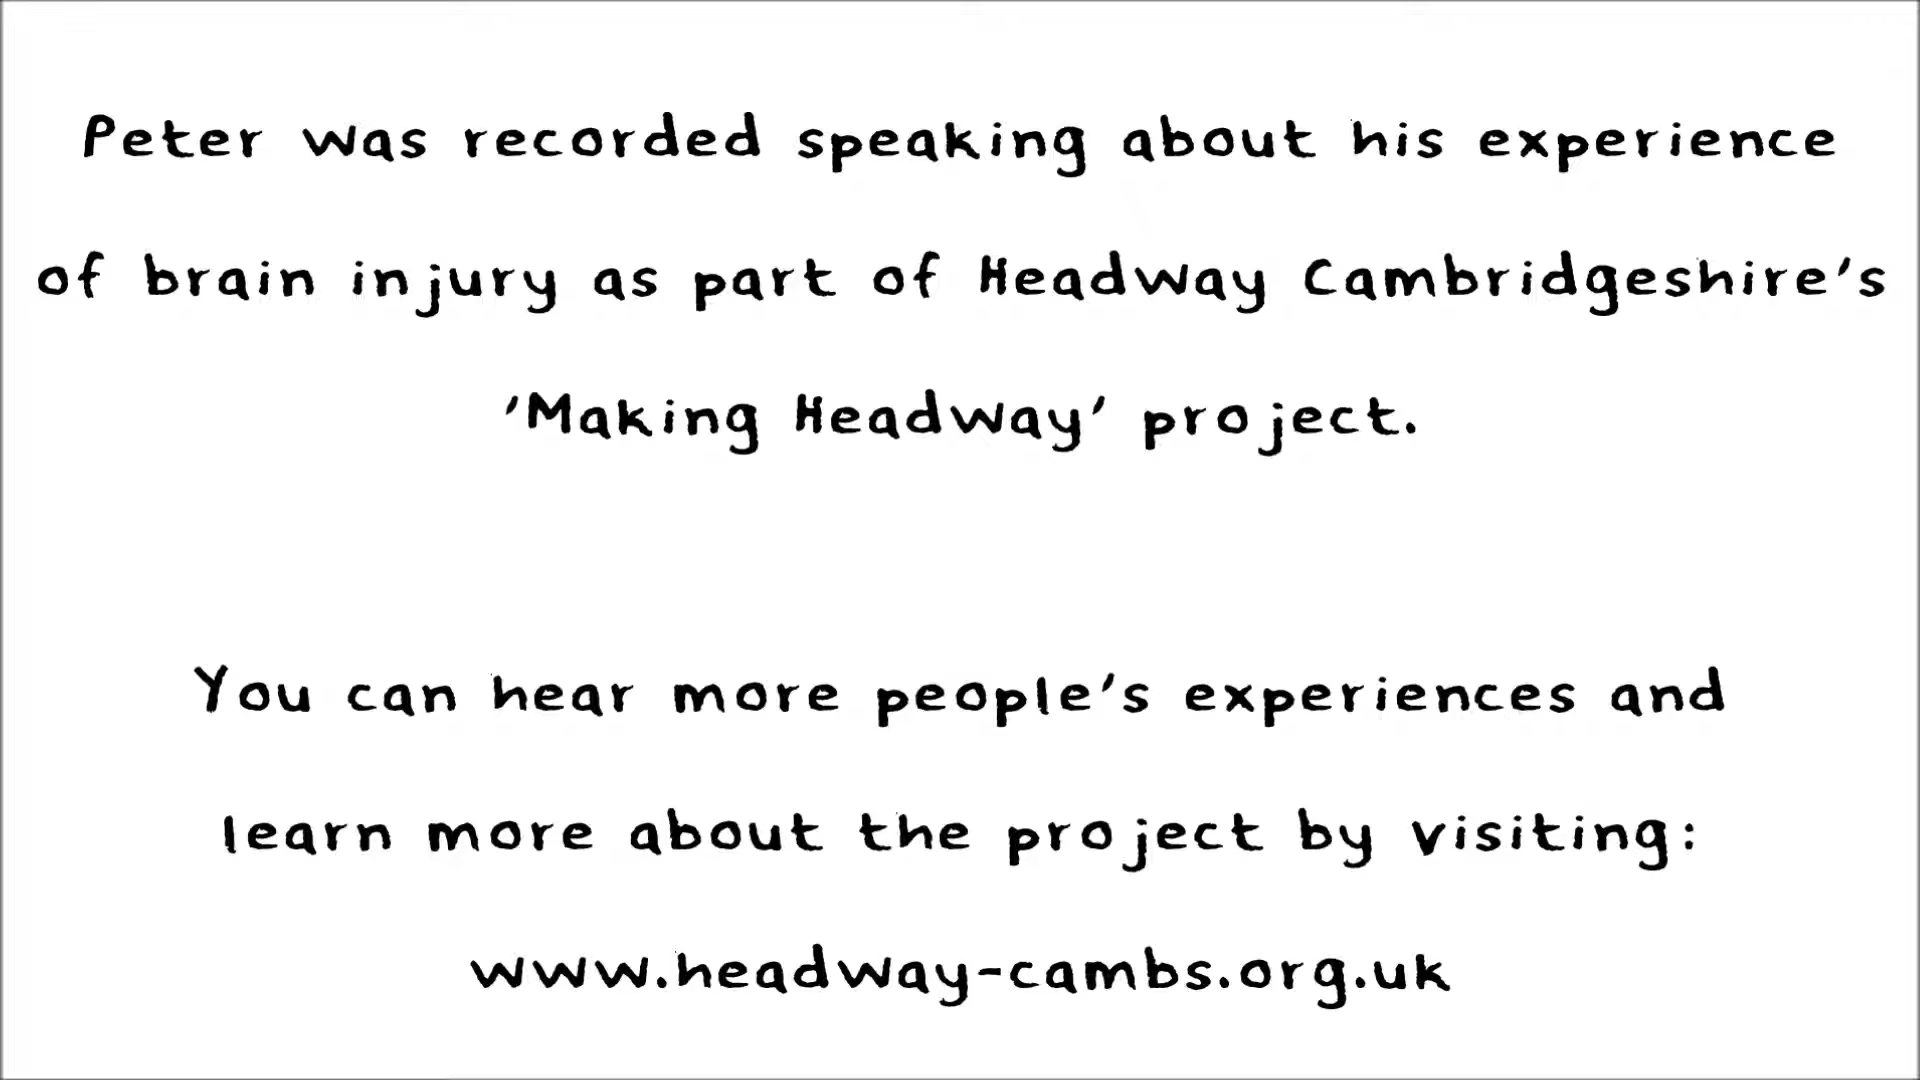 Peter was recorded speaking about his experience
of brain injury as part of Headway Cambridgeshire's
'Making Headway' project.
You can hear more people's experiences and
learn more about the project by visiting:
www.headway-cambs.org.uk